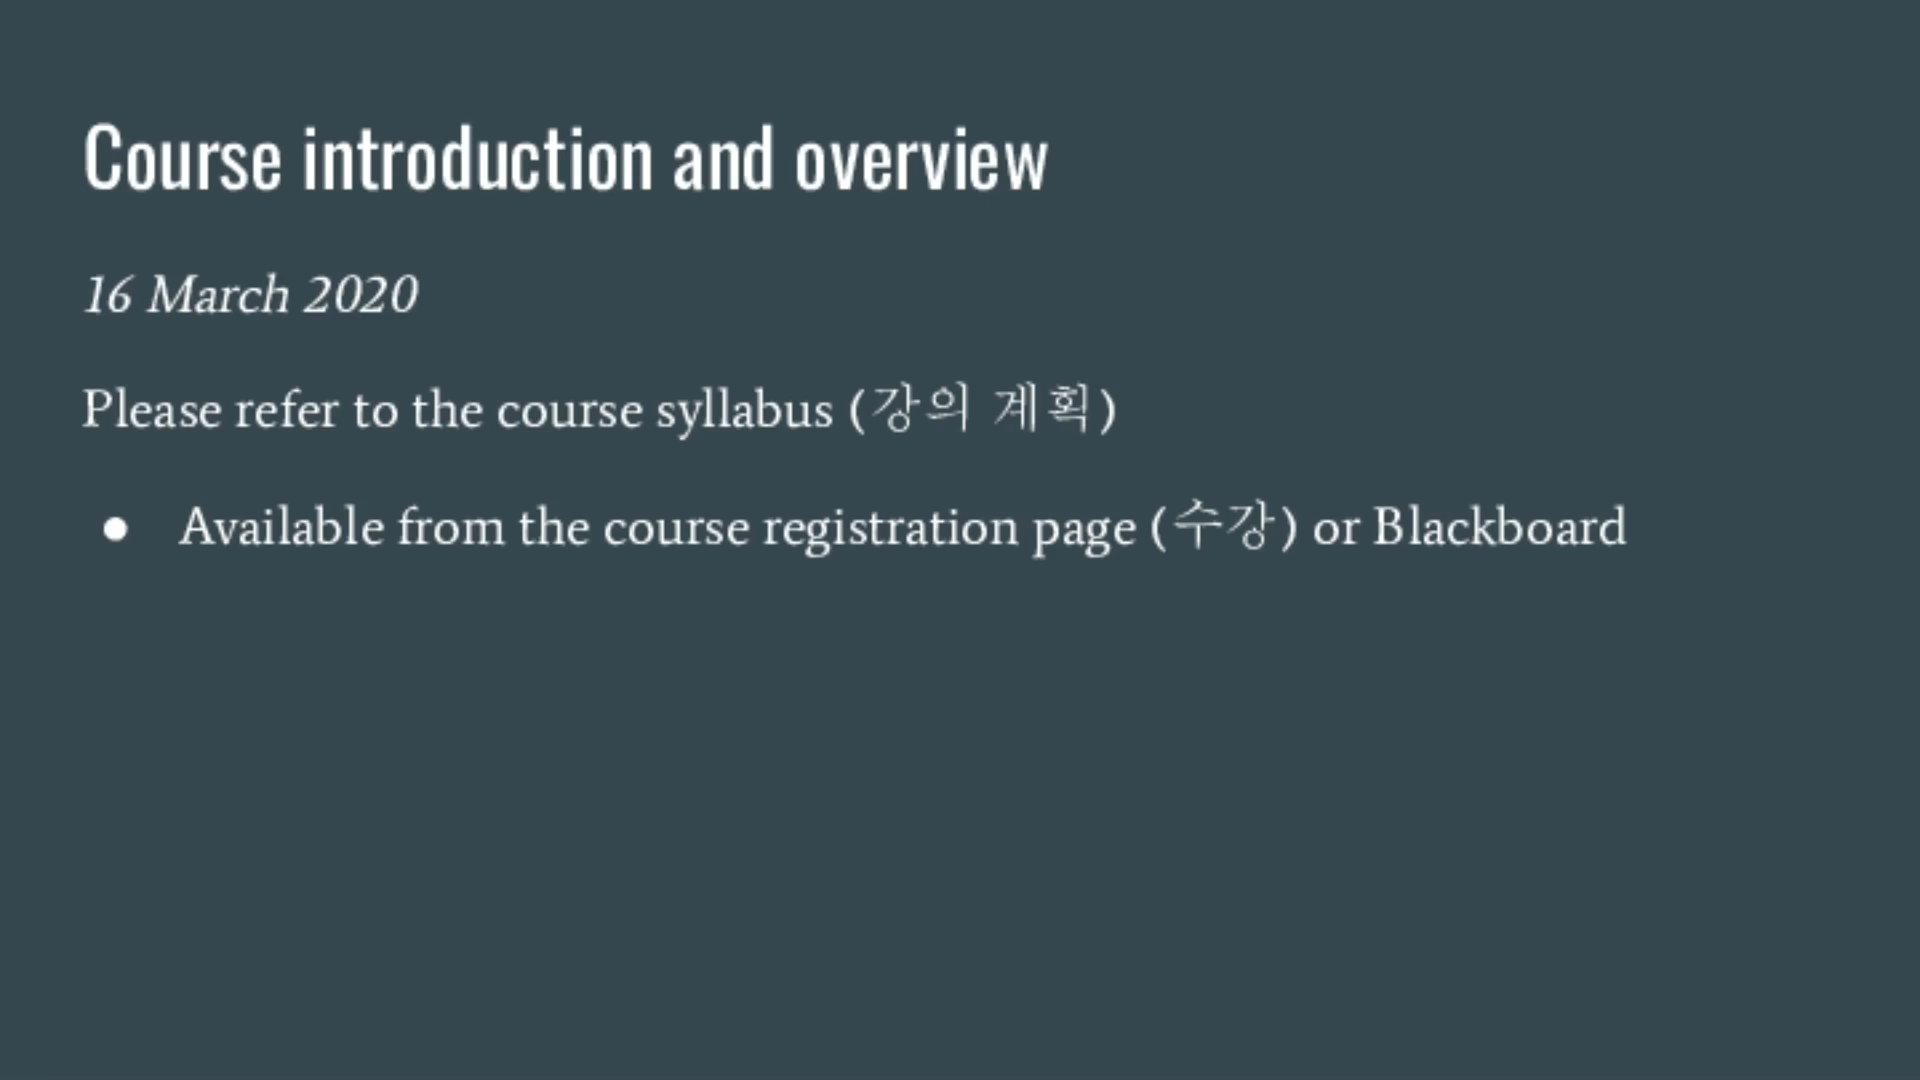 Course introduction and overview
16 March 2020
Please refer to the course syllabus (강의 계획)
● Available from the course registration page (수강) or Blackboard